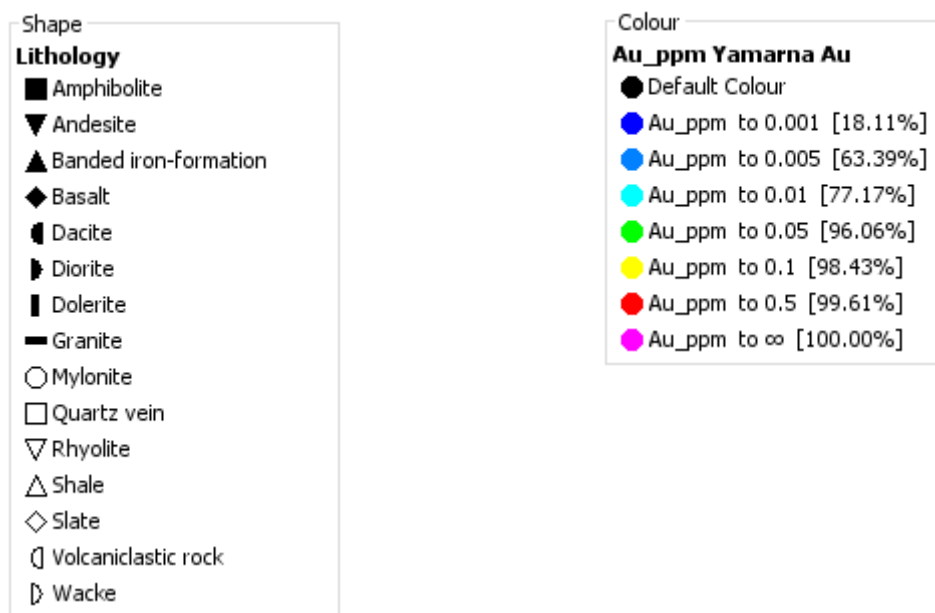 Shape
Lithology
Amphibolite
Andesite
Banded iron-formation
Basalt
Dacite
Diorite
Dolerite
Granite
Mylonite
Quartz vein
Rhyolite
Shale
Slate
Volcaniclastic rock
Wacke
Colour
Au_ppm Yamarna Au
Default Colour
Au_ppm to 0.001 [18.11%]
Au_ppm to 0.005 [63.39%]
Au_ppm to 0.01 [77.17%]
Au_ppm to 0.05 [96.06%]
Au_ppm to 0.1 [98.43%]
Au_ppm to 0.5 [99.61%]
Au_ppm to ∞ [100.00%]